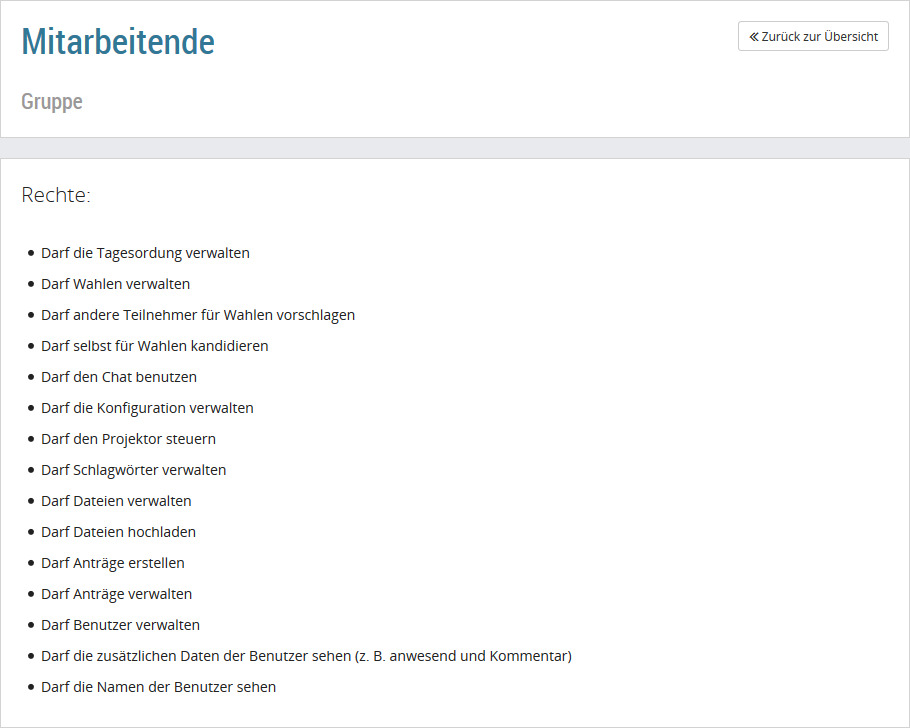 Mitarbeitende
« Zurück zur Übersicht
Gruppe
Rechte:
• Darf die Tagesordung verwalten
• Darf Wahlen verwalten
• Darf andere Teilnehmer für Wahlen vorschlagen
• Darf selbst für Wahlen kandidieren
• Darf den Chat benutzen
• Darf die Konfiguration verwalten
• Darf den Projektor steuern
• Darf Schlagwörter verwalten
• Darf Dateien verwalten
• Darf Dateien hochladen
• Darf Anträge erstellen
• Darf Anträge verwalten
• Darf Benutzer verwalten
• Darf die zusätzlichen Daten der Benutzer sehen (z. B. anwesend und Kommentar)
• Darf die Namen der Benutzer sehen